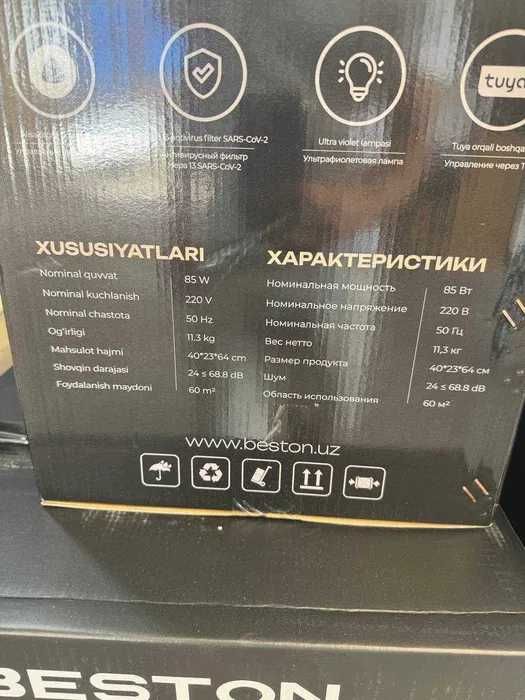 tuya
antivirus filter SARS-CoV-2
антивирусный фильтр
Нера 13 SARS-CoV-2
Ultra violet lampasi
Ультрафиолетовая лампа
Tuya orqali boshqa
Управление через T
XUSUSIYATLARI
Nominal quvvat 85 W
Nominal kuchlanish 220 V
Nominal chastota 50 Hz
Og'irligi 11.3 kg
Mahsulot hajmi 40*23*64 cm
Shovqin darajasi 24 ≤ 68.8 dB
Foydalanish maydoni 60 m²
ХАРАКТЕРИСТИКИ
Номинальная мощность 85 Вт
Номинальное напряжение 220 В
Номинальная частота 50 Гц
Вес нетто 11,3 кг
Размер продукта 40*23*64 см
Шум 24 ≤ 68.8 dB
Область использования 60 м²
www.beston.uz
BESTON